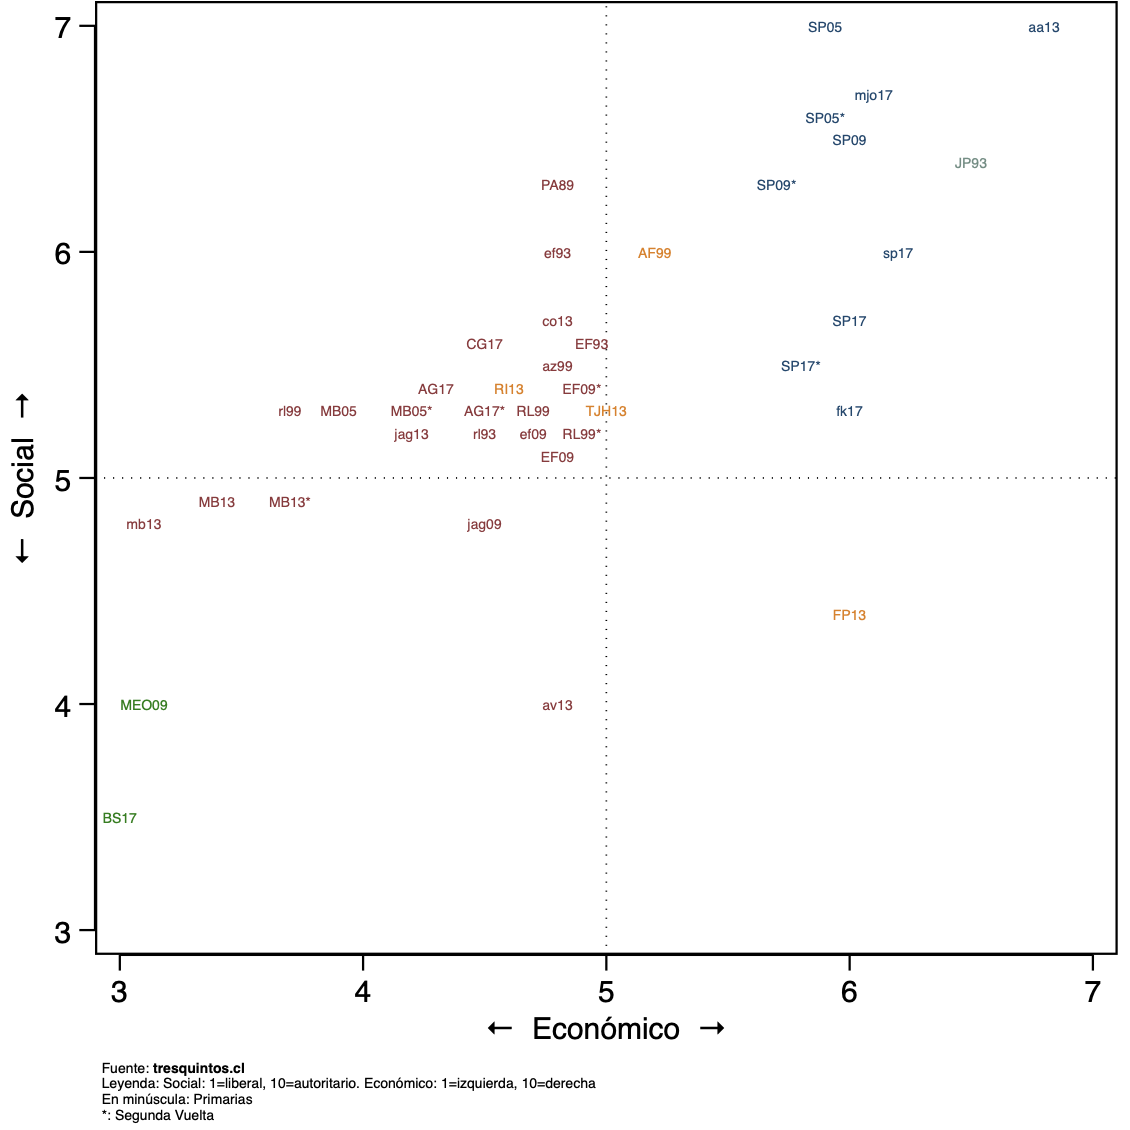 7
SP05 aa13
mjo17
SP05*
SP09
JP93
PA89 SP09*
6
ef93 AF99 sp17
co13 SP17
CG17 EF93
az99 SP17*
AG17 RI13 EF09*
rl99 MB05 MB05* AG17* RL99 TJH13 fk17
jag13 rl93 ef09 RL99*
EF09
5
MB13 MB13*
mb13 jag09
FP13
4
MEO09 av13
BS17
3
← Social →
3 4 5 6 7
← Económico →
Fuente: tresquintos.cl
Leyenda: Social: 1=liberal, 10=autoritario. Económico: 1=izquierda, 10=derecha
En minúscula: Primarias
*: Segunda Vuelta